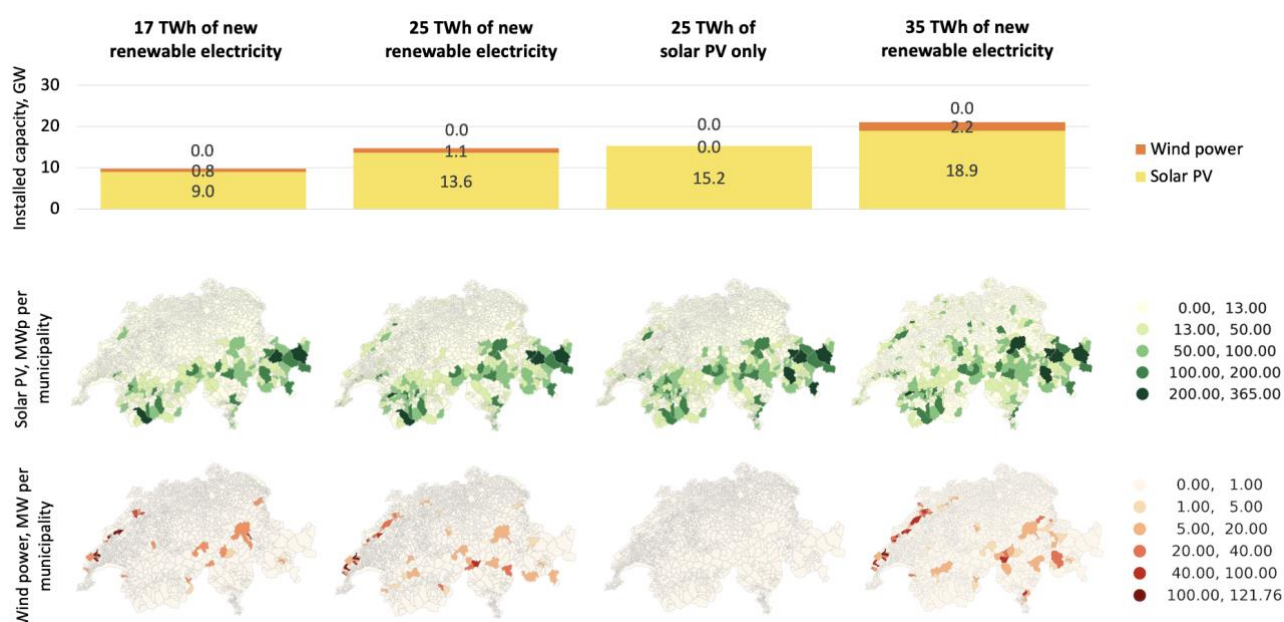 17 TWh of new
renewable electricity
25 TWh of new
renewable electricity
25 TWh of
solar PV only
35 TWh of new
renewable electricity
Installed capacity, GW
30
20
10
0
0.0
0.8
9.0
0.0
1.1
13.6
0.0
0.0
15.2
0.0
2.2
18.9
Wind power
Solar PV
Solar PV, MWp per
municipality
0.00, 13.00
13.00, 50.00
50.00, 100.00
100.00, 200.00
200.00, 365.00
Wind power, MW per
municipality
0.00, 1.00
1.00, 5.00
5.00, 20.00
20.00, 40.00
40.00, 100.00
100.00, 121.76